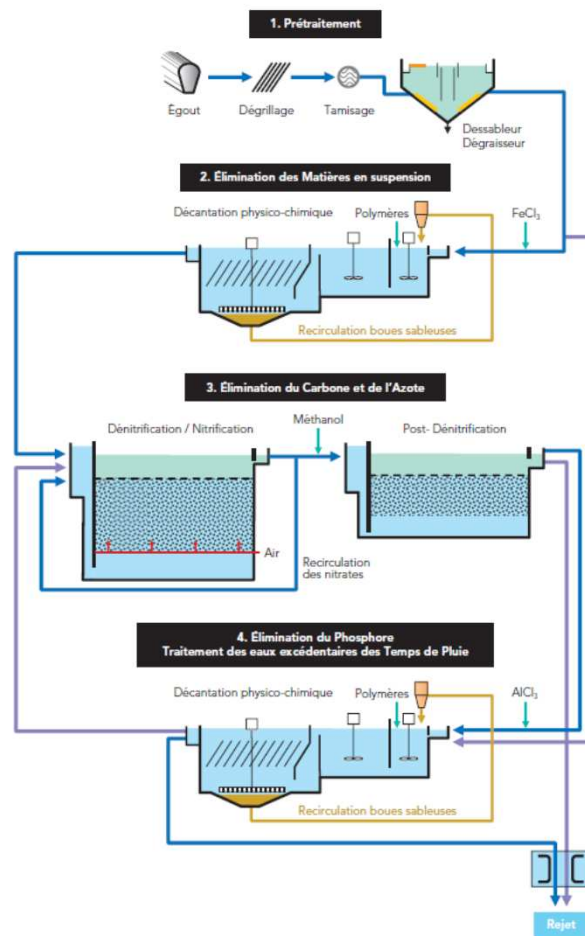 1. Prétraitement
Égout
Dégrillage
Tamisage
Dessableur
Dégraisseur
2. Élimination des Matières en suspension
Décantation physico-chimique
Polymères
FeCl₃
Recirculation boues sableuses
3. Élimination du Carbone et de l'Azote
Dénitrification / Nitrification
Méthanol
Post- Dénitrification
Air
Recirculation
des nitrates
4. Élimination du Phosphore
Traitement des eaux excédentaires des Temps de Pluie
Décantation physico-chimique
Polymères
AlCl₃
Recirculation boues sableuses
Rejet